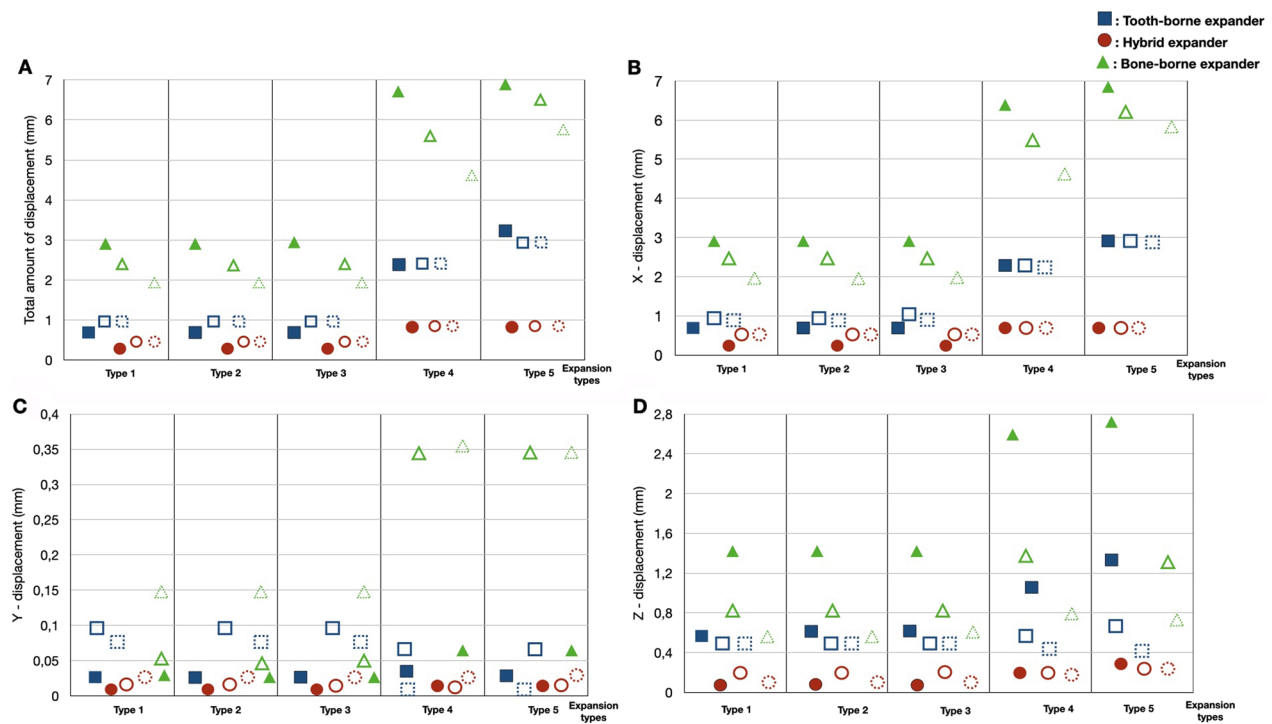 : Tooth-borne expander
: Hybrid expander
: Bone-borne expander
A
Total amount of displacement (mm)
7
6
5
4
3
2
1
0
Type 1
Type 2
Type 3
Type 4
Type 5
Expansion
types
B
X - displacement (mm)
7
6
5
4
3
2
1
0
Type 1
Type 2
Type 3
Type 4
Type 5
Expansion
types
C
Y - displacement (mm)
0,4
0,35
0,3
0,25
0,2
0,15
0,1
0,05
0
Type 1
Type 2
Type 3
Type 4
Type 5
Expansion
types
D
Z - displacement (mm)
2,8
2,4
2
1,6
1,2
0,8
0,4
0
Type 1
Type 2
Type 3
Type 4
Type 5
Expansion
types